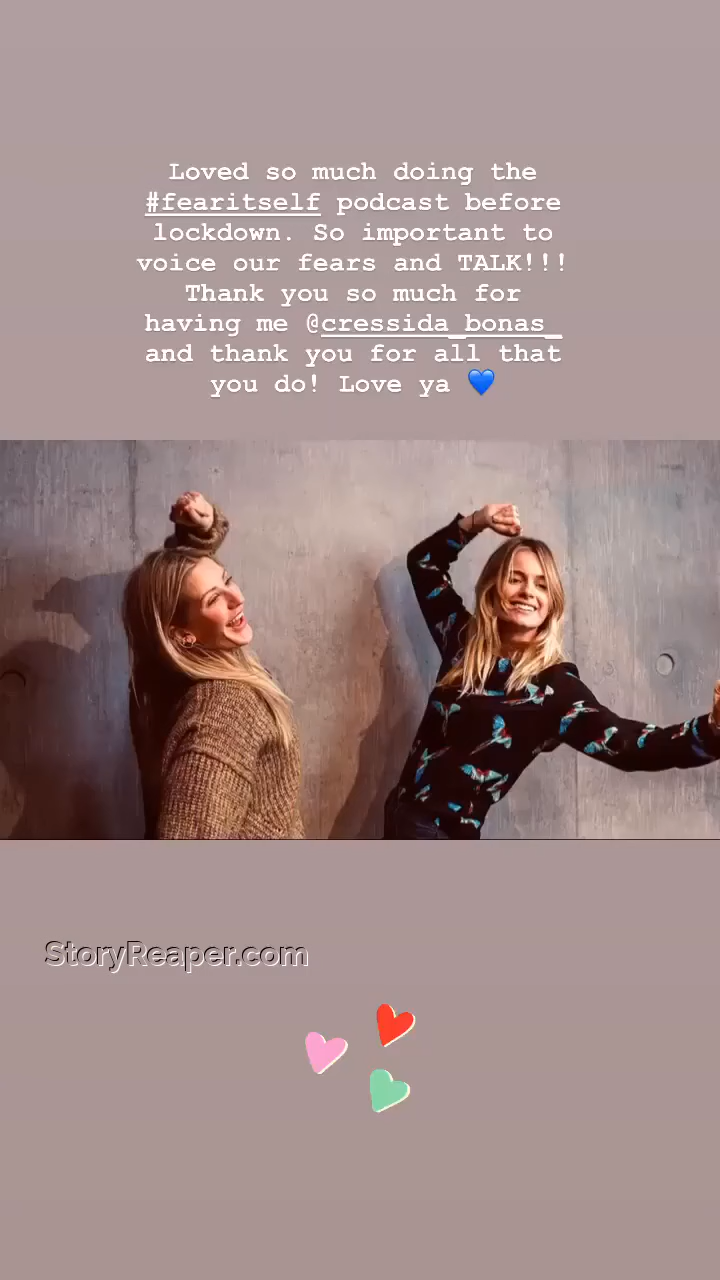 Loved so much doing the
#fearitself podcast before
lockdown. So important to
voice our fears and TALK!!!
Thank you so much for
having me @cressida_bonas_
and thank you for all that
you do! Love ya 💙
StoryReaper.com